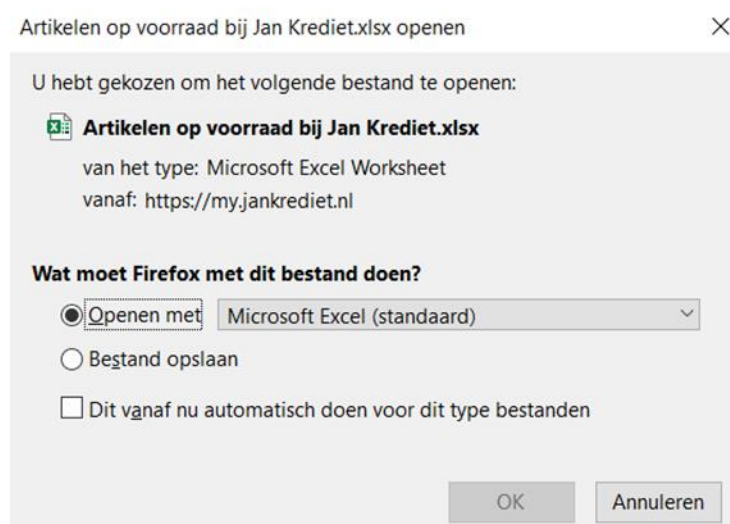 Artikelen op voorraad bij Jan Krediet.xlsx openen
U hebt gekozen om het volgende bestand te openen:
Artikelen op voorraad bij Jan Krediet.xlsx
van het type: Microsoft Excel Worksheet
vanaf: https://my.jankrediet.nl
Wat moet Firefox met dit bestand doen?
Openen met Microsoft Excel (standaard)
Bestand opslaan
Dit vanaf nu automatisch doen voor dit type bestanden
OK Annuleren